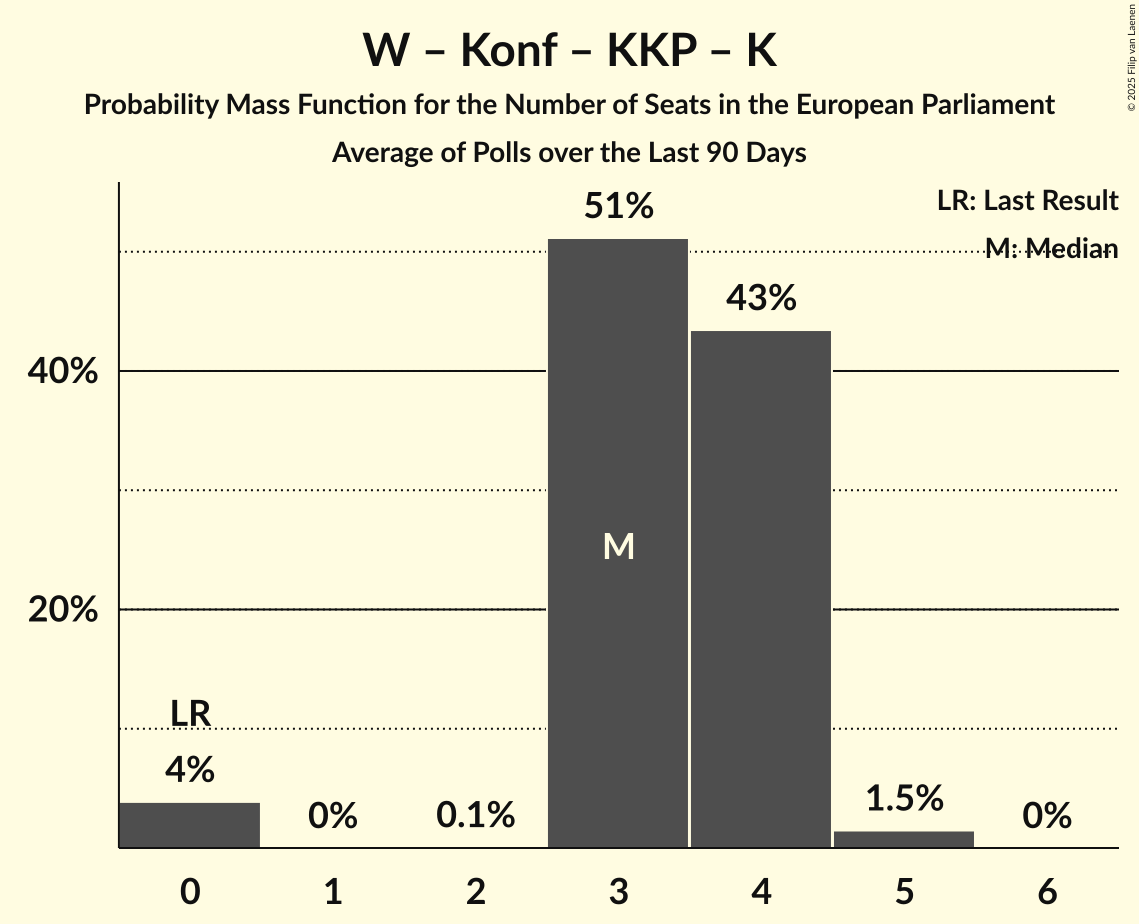 W – Konf – KKP – K
Probability Mass Function for the Number of Seats in the European Parliament
Average of Polls over the Last 90 Days
© 2025 Filip van Laenen
LR: Last Result
M: Median
51%
43%
40%
M
20%
LR
4%
0%
0.1%
1.5%
0%
0 1 2 3 4 5 6